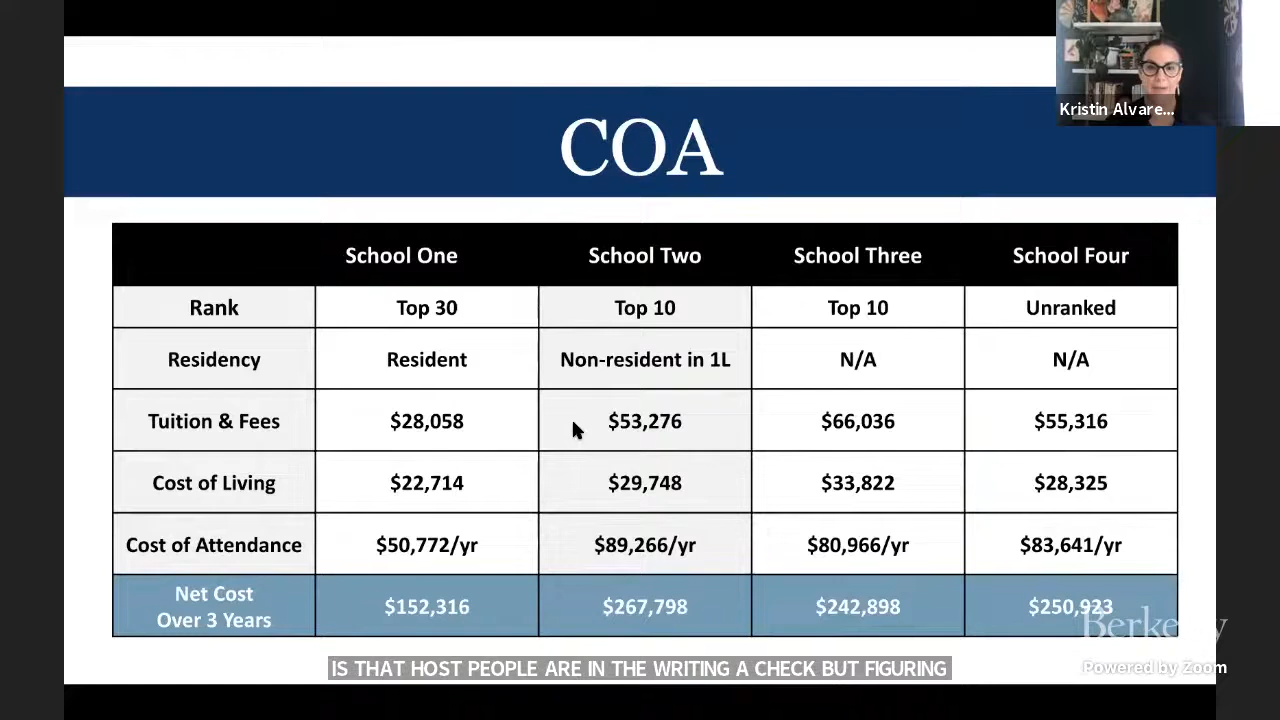 Kristin Alvare...
COA
School One School Two School Three School Four
Rank Top 30 Top 10 Top 10 Unranked
Residency Resident Non-resident in 1L N/A N/A
Tuition & Fees $28,058 $53,276 $66,036 $55,316
Cost of Living $22,714 $29,748 $33,822 $28,325
Cost of Attendance $50,772/yr $89,266/yr $80,966/yr $83,641/yr
Net Cost
Over 3 Years $152,316 $267,798 $242,898 $250,923
Berkeley
Powered by Zoom
IS THAT HOST PEOPLE ARE IN THE WRITING A CHECK BUT FIGURING